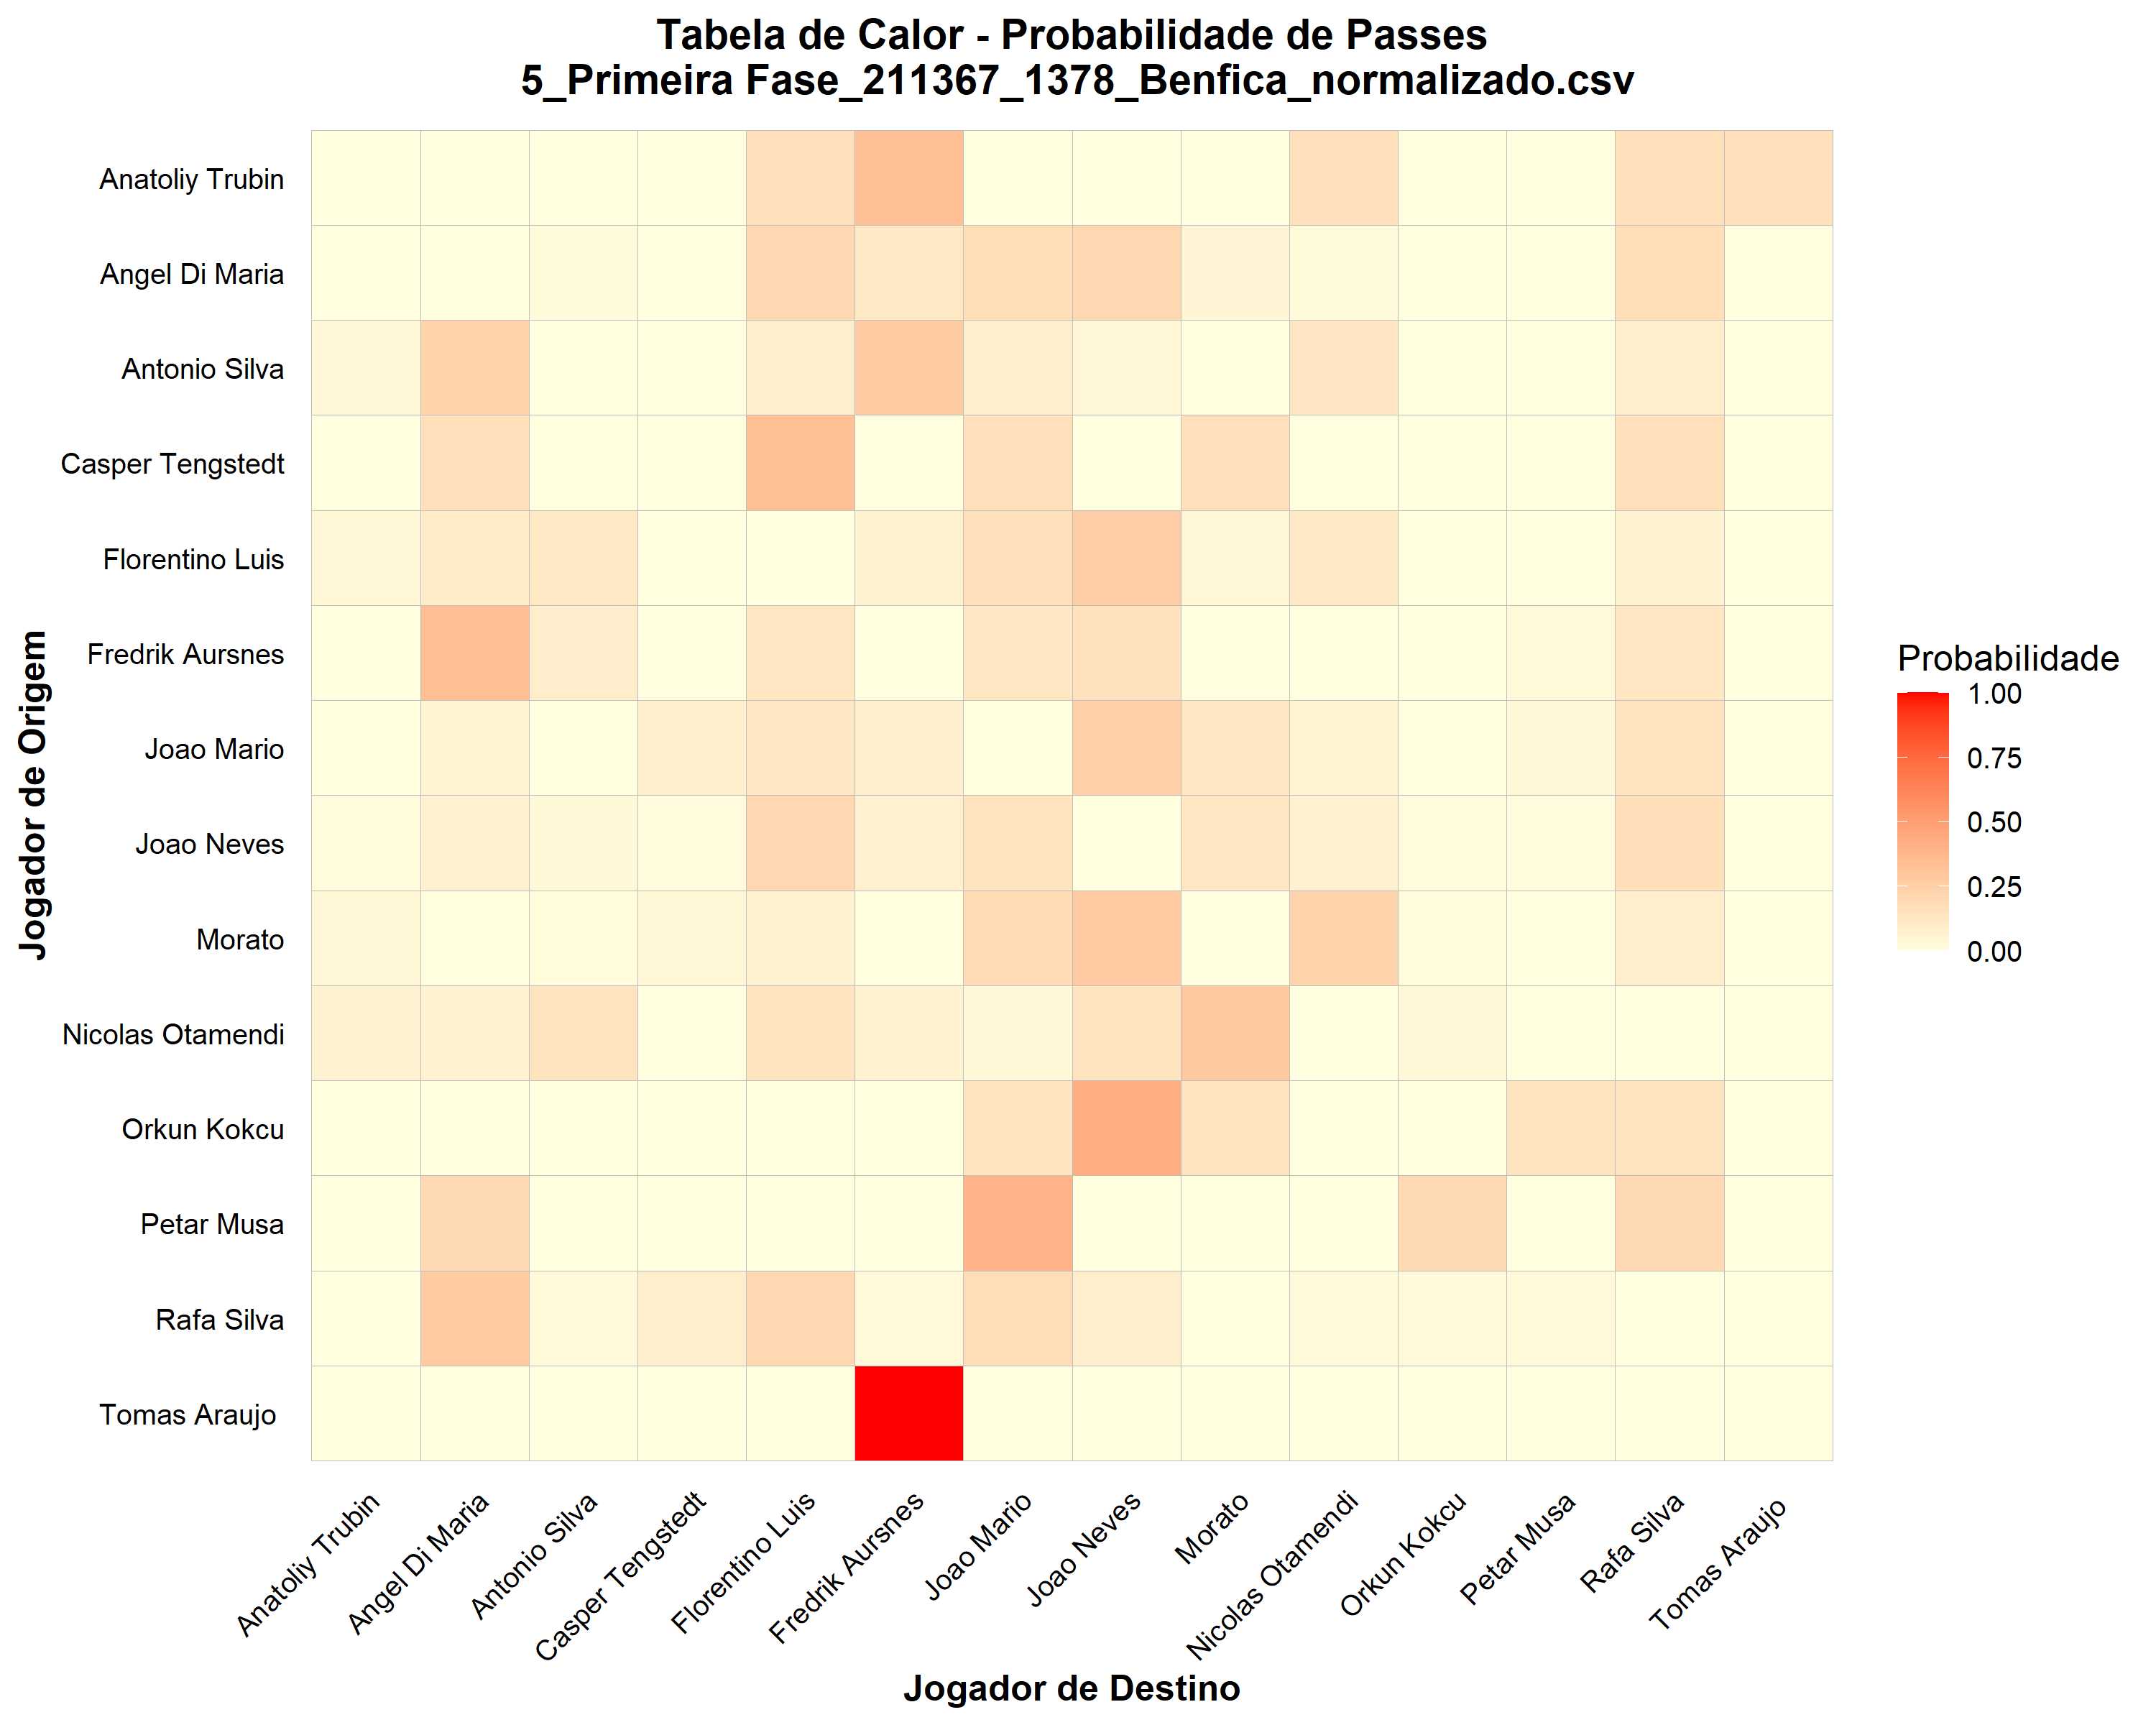 Tabela de Calor - Probabilidade de Passes
5_Primeira Fase_211367_1378_Benfica_normalizado.csv
Jogador de Origem
Anatoliy Trubin
Angel Di Maria
Antonio Silva
Casper Tengstedt
Florentino Luis
Fredrik Aursnes
Joao Mario
Joao Neves
Morato
Nicolas Otamendi
Orkun Kokcu
Petar Musa
Rafa Silva
Tomas Araujo
Anatoliy Trubin
Angel Di Maria
Antonio Silva
Casper Tengstedt
Florentino Luis
Fredrik Aursnes
Joao Mario
Joao Neves
Morato
Nicolas Otamendi
Orkun Kokcu
Petar Musa
Rafa Silva
Tomas Araujo
Jogador de Destino
Probabilidade
1.00
0.75
0.50
0.25
0.00